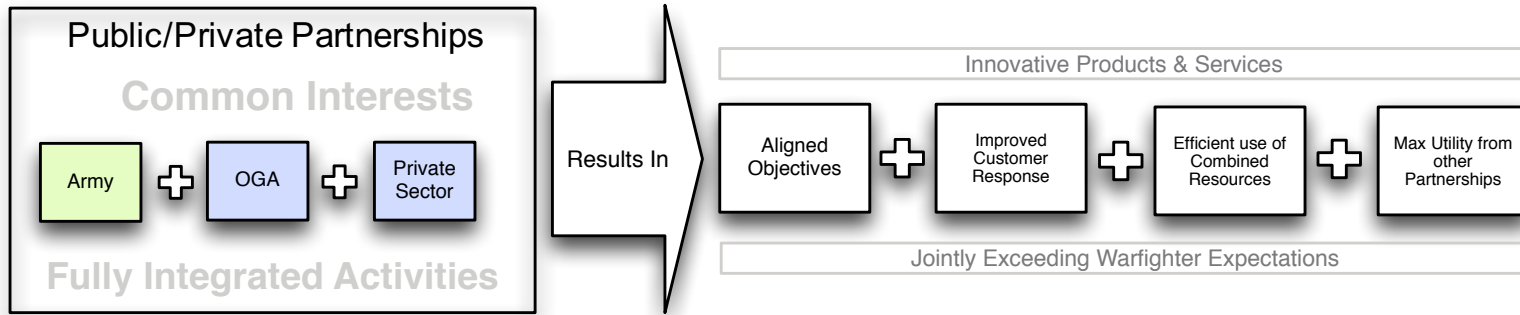 Public/Private Partnerships
Common Interests
Army
OGA
Private
Sector
Fully Integrated Activities
Results In
Innovative Products & Services
Aligned
Objectives
Improved
Customer
Response
Efficient use of
Combined
Resources
Max Utility from
other
Partnerships
Jointly Exceeding Warfighter Expectations